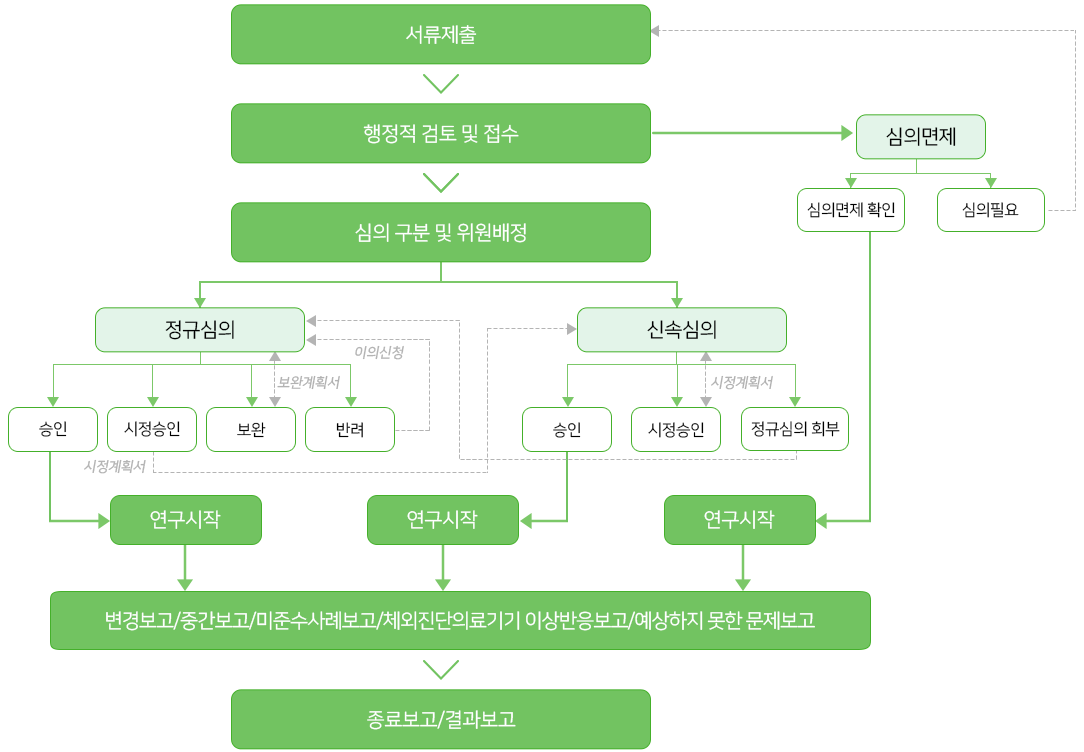 서류제출
행정적 검토 및 접수
심의면제
심의면제 확인
심의필요
심의 구분 및 위원배정
정규심의
신속심의
이의신청
보완계획서
시정계획서
승인
시정승인
보완
반려
승인
시정승인
정규심의 회부
시정계획서
연구시작
연구시작
연구시작
변경보고/중간보고/미준수사례보고/체외진단의료기기 이상반응보고/예상하지 못한 문제보고
종료보고/결과보고